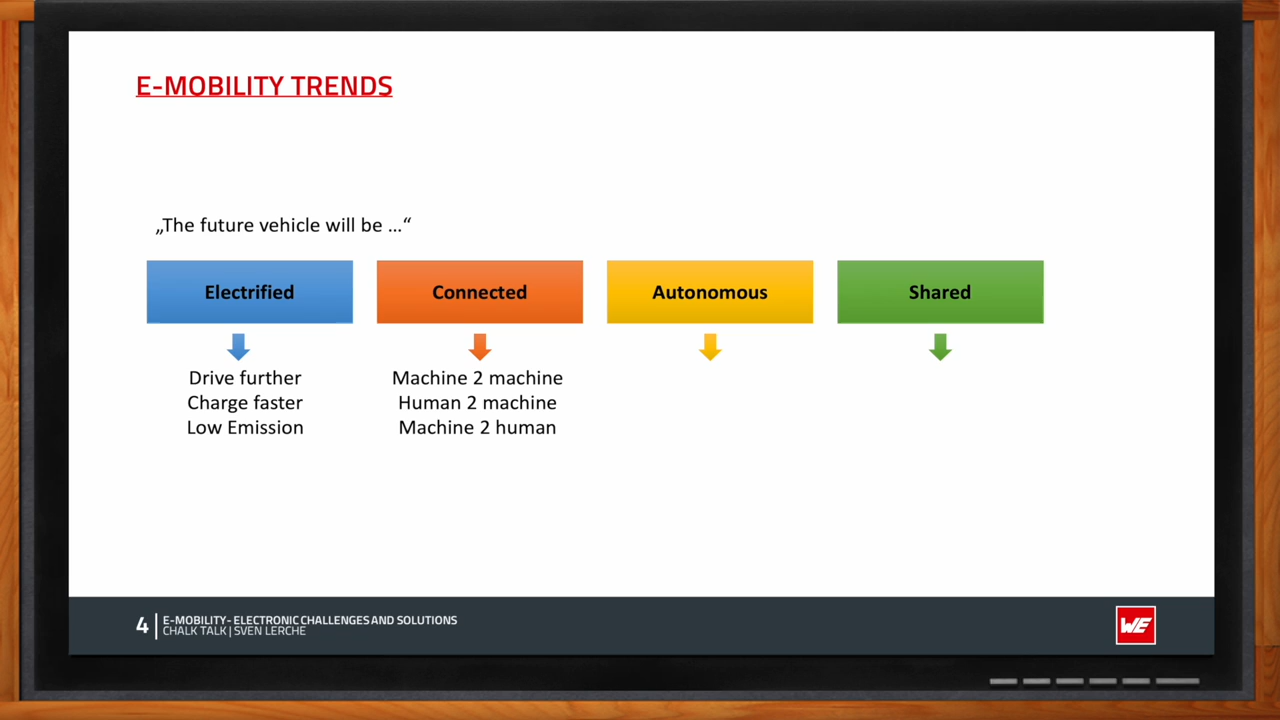 E-MOBILITY TRENDS
„The future vehicle will be ...“
Electrified
Connected
Autonomous
Shared
Drive further
Charge faster
Low Emission
Machine 2 machine
Human 2 machine
Machine 2 human
4
E-MOBILITY- ELECTRONIC CHALLENGES AND SOLUTIONS
CHALK TALK | SVEN LERCHE
WE